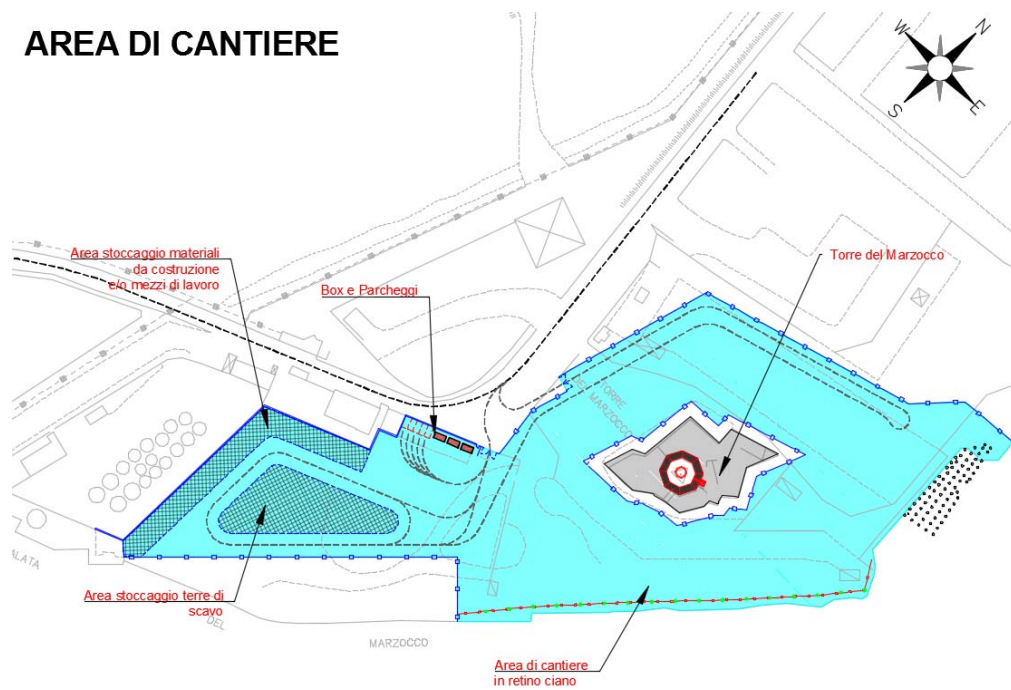 AREA DI CANTIERE
W
N
S
E
Area stoccaggio materiali
da costruzione
e/o mezzi di lavoro
Box e Parcheggi
Torre del Marzocco
TORRE
DEL MARZOCCO
ALATA
Area stoccaggio terre di
scavo
DEL
MARZOCCO
Area di cantiere
in retino ciano